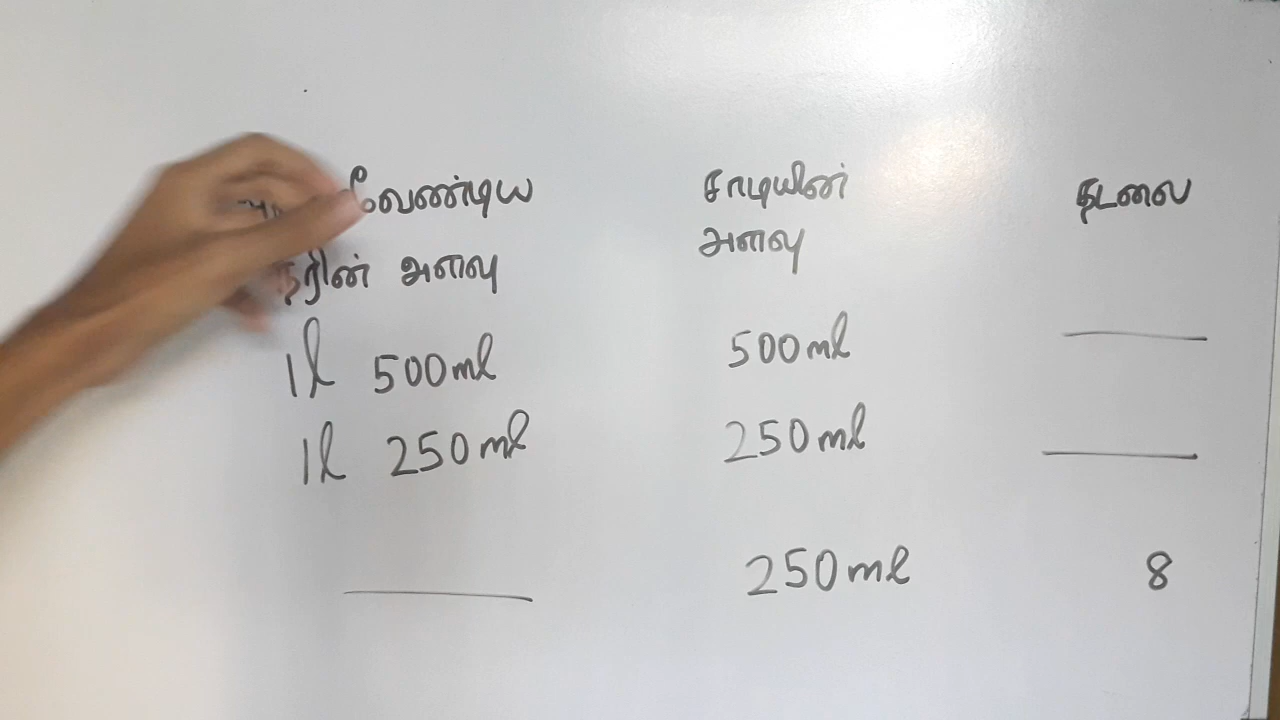 வேண்டிய சாடியின் தடவை
அளவு
அளவு
1l 500ml 500ml
1l 250ml 250ml
250ml 8